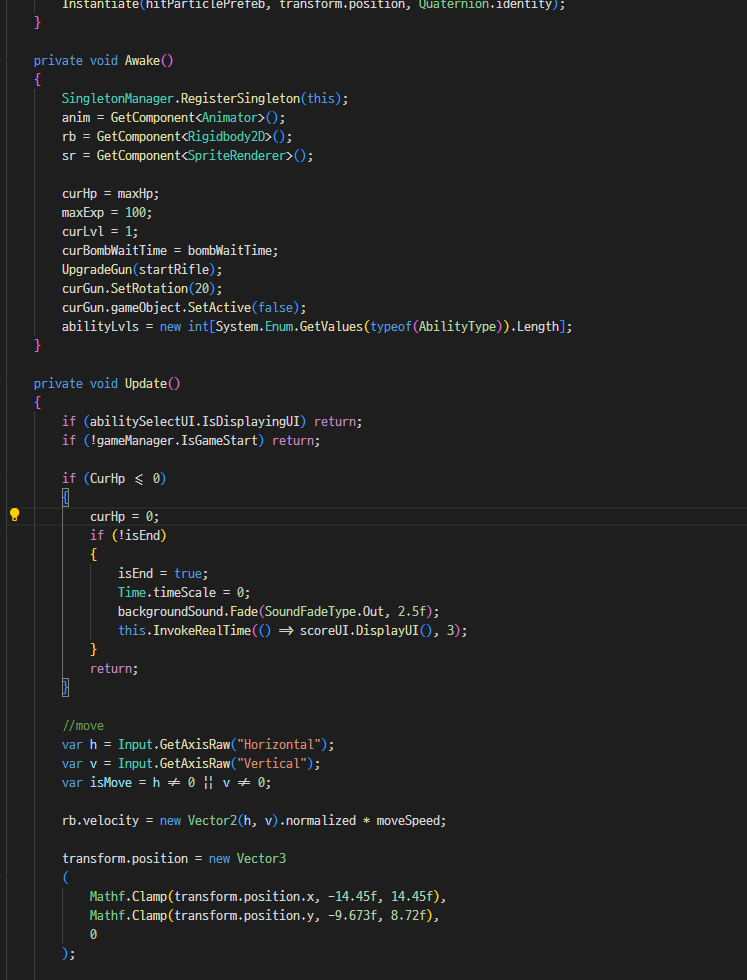 Instantiate(hitParticlePrefeb, transform.position, Quaternion.identity);
}
private void Awake()
{
SingletonManager.RegisterSingleton(this);
anim = GetComponent<Animator>();
rb = GetComponent<Rigidbody2D>();
sr = GetComponent<SpriteRenderer>();
curHp = maxHp;
maxExp = 100;
curLvl = 1;
curBombWaitTime = bombWaitTime;
UpgradeGun(startRifle);
curGun.SetRotation(20);
curGun.gameObject.SetActive(false);
abilityLvls = new int[System.Enum.GetValues(typeof(AbilityType)).Length];
}
private void Update()
{
if (abilitySelectUI.IsDisplayingUI) return;
if (!gameManager.IsGameStart) return;
if (CurHp ⩽ 0)
{
curHp = 0;
if (!isEnd)
{
isEnd = true;
Time.timeScale = 0;
backgroundSound.Fade(SoundFadeType.Out, 2.5f);
this.InvokeRealTime(() ⇒ scoreUI.DisplayUI(), 3);
}
return;
}
//move
var h = Input.GetAxisRaw("Horizontal");
var v = Input.GetAxisRaw("Vertical");
var isMove = h ≠ 0 || v ≠ 0;
rb.velocity = new Vector2(h, v).normalized * moveSpeed;
transform.position = new Vector3
(
Mathf.Clamp(transform.position.x, -14.45f, 14.45f),
Mathf.Clamp(transform.position.y, -9.673f, 8.72f),
0
);